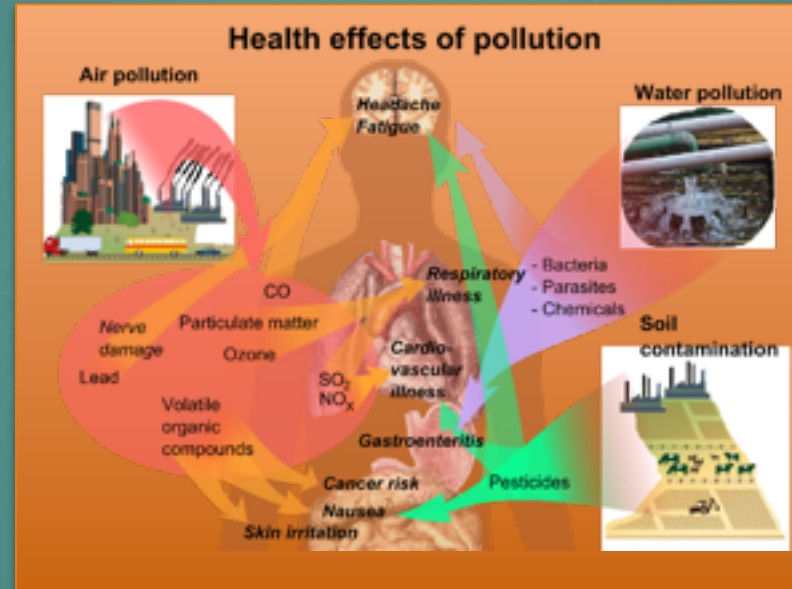 Health effects of pollution
Air pollution
Water pollution
Headache
Fatigue
CO
Particulate matter
Ozone
Nerve
damage
Lead
Volatile
organic
compounds
SO₂
NOₓ
Respiratory
illness
Cardio-
vascular
illness
Gastroenteritis
Cancer risk
Nausea
Skin irritation
- Bacteria
- Parasites
- Chemicals
Soil
contamination
Pesticides